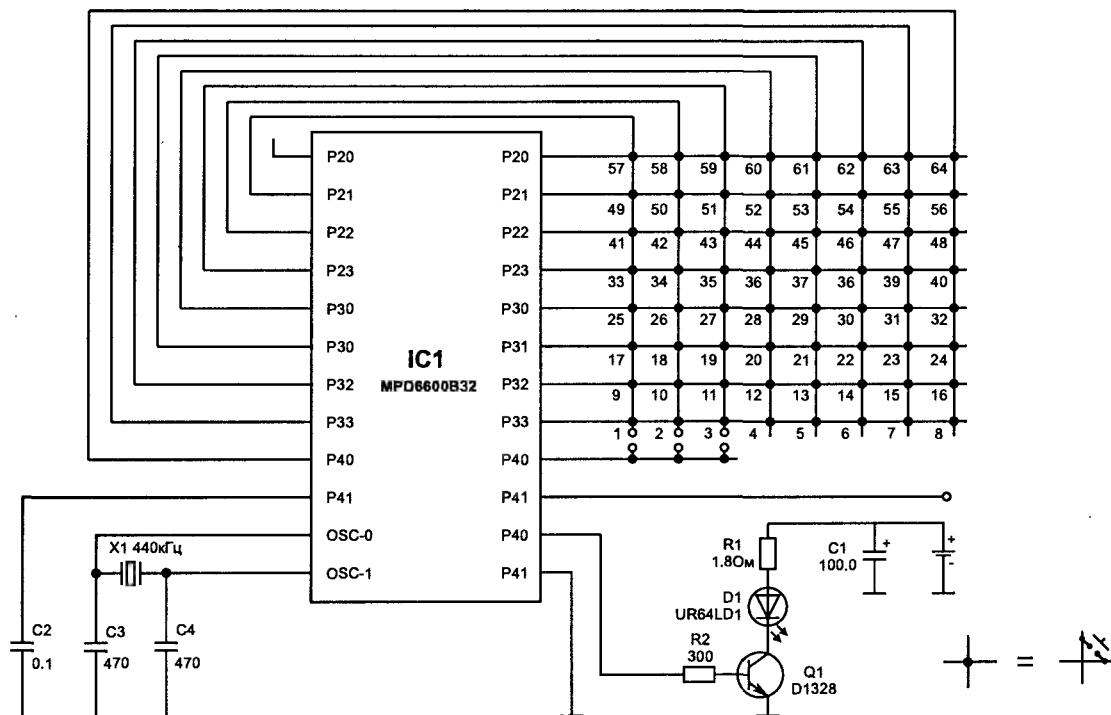 P20 P20 57 58 59 60 61 62 63 64
P21 P21 49 50 51 52 53 54 55 56
P22 P22 41 42 43 44 45 46 47 48
P23 P23 33 34 35 36 37 36 39 40
P30 P30 25 26 27 28 29 30 31 32
IC1
MPD6600B32
P30 P31 17 18 19 20 21 22 23 24
P32 P32 9 10 11 12 13 14 15 16
P33 P33 1 2 3 4 5 6 7 8
P40 P40
P41 P41
OSC-0 P40
X1 440кГц
OSC-1 P41
R1
1.8Ом
C1
100.0
+
+
-
D1
UR64LD1
C2
0.1
C3
470
C4
470
R2
300
Q1
D1328
=